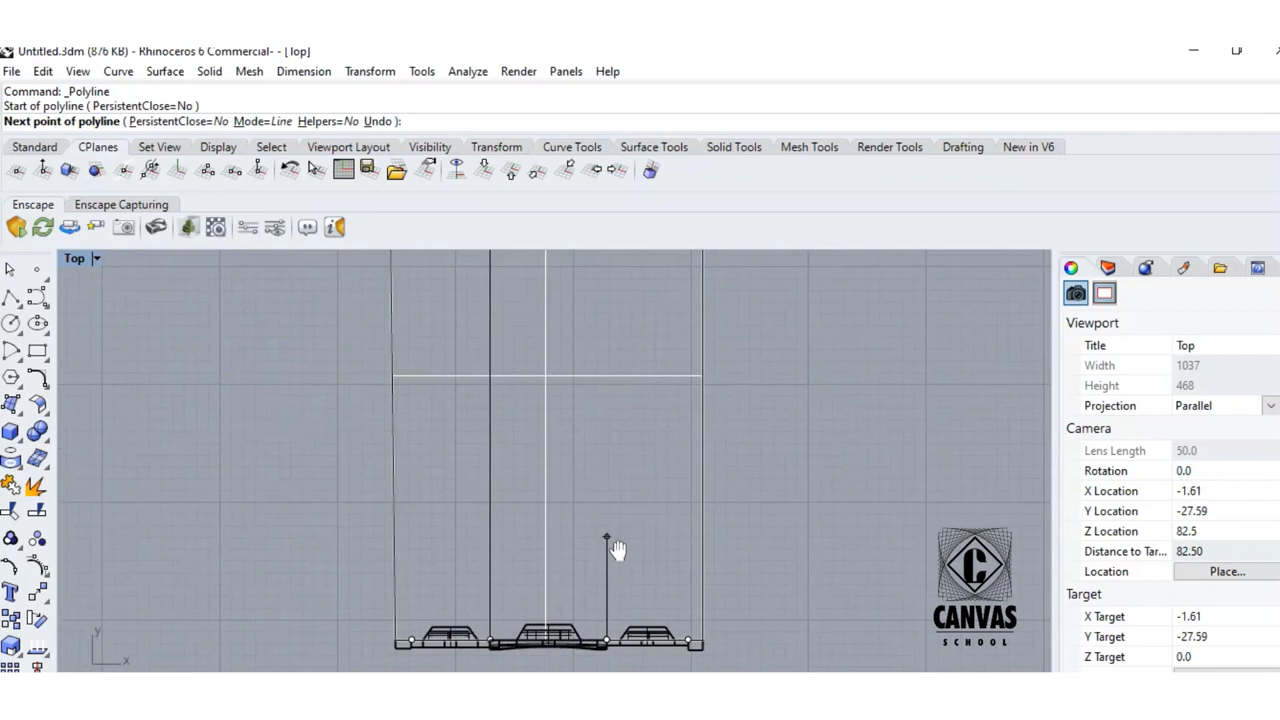 Untitled.3dm (876 KB) - Rhinoceros 6 Commercial- - [Top]
File Edit View Curve Surface Solid Mesh Dimension Transform Tools Analyze Render Panels Help
Command: _Polyline
Start of polyline ( PersistentClose=No )
Next point of polyline ( PersistentClose=No Mode=Line Helpers=No Undo ):
Standard CPlanes Set View Display Select Viewport Layout Visibility Transform Curve Tools Surface Tools Solid Tools Mesh Tools Render Tools Drafting New in V6
Enscape Enscape Capturing
Top
Viewport
Title Top
Width 1037
Height 468
Projection Parallel
Camera
Lens Length 50.0
Rotation 0.0
X Location -1.61
Y Location -27.59
Z Location 82.5
Distance to Tar... 82.50
Location Place...
Target
X Target -1.61
Y Target -27.59
Z Target 0.0
y
x
C
CANVAS
SCHOOL